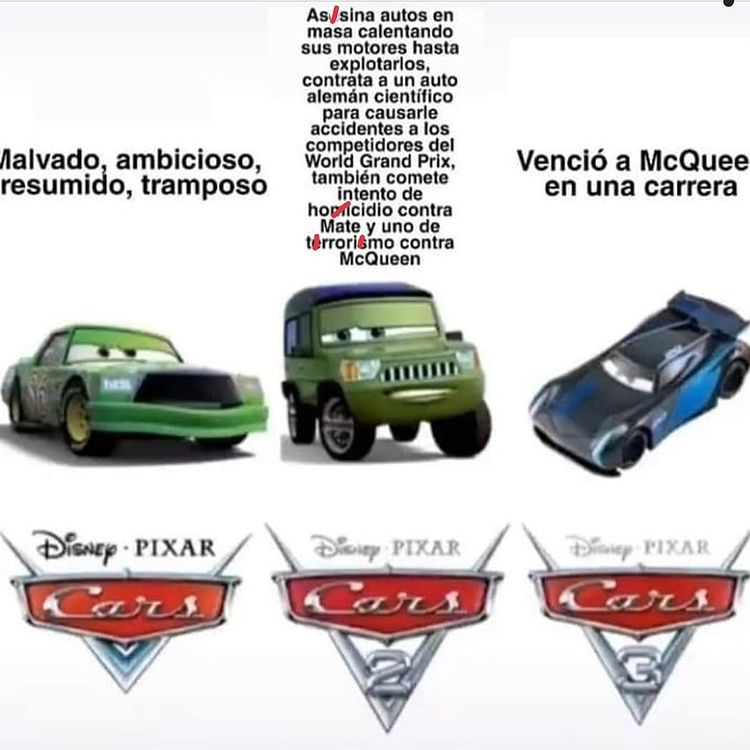 Asesina autos en
masa calentando
sus motores hasta
explotarlos,
contrata a un auto
alemán científico
para causarle
accidentes a los
competidores del
World Grand Prix,
también comete
intento de
homicidio contra
Mate y uno de
terrorismo contra
McQueen
Malvado, ambicioso,
resumido, tramposo
Venció a McQuee
en una carrera
Disney · PIXAR
Cars
Disney · PIXAR
Cars
2
Disney · PIXAR
Cars
3